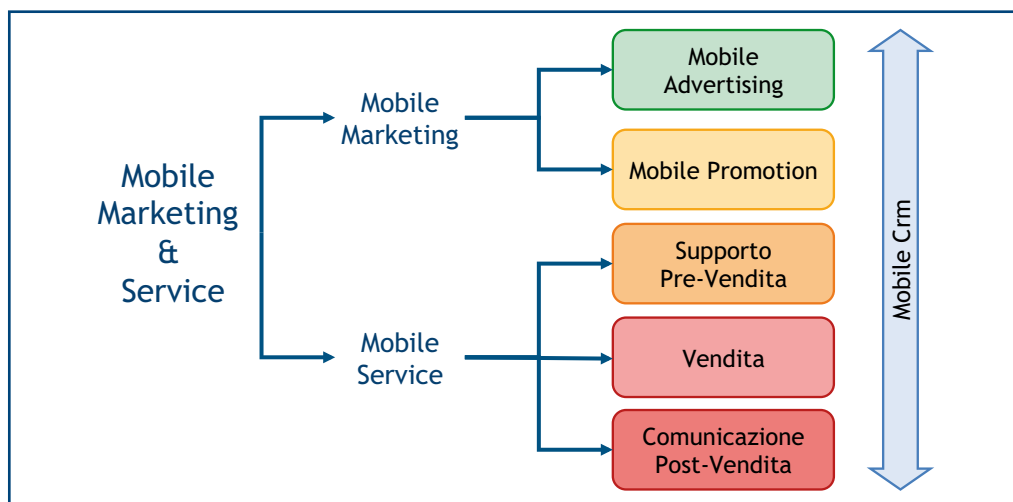 Mobile
Marketing
&
Service
Mobile
Marketing
Mobile
Service
Mobile
Advertising
Mobile Promotion
Supporto
Pre-Vendita
Vendita
Comunicazione
Post-Vendita
Mobile Crm